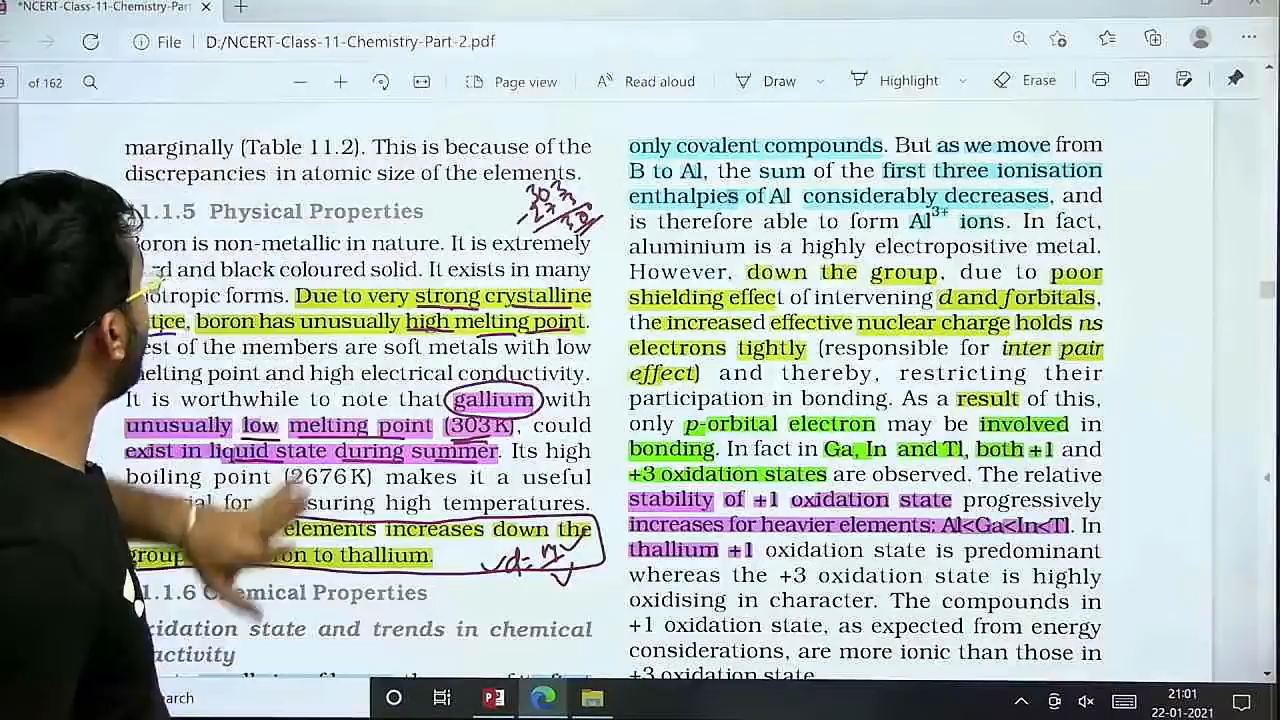 *NCERT-Class-11-Chemistry-Part
File D:/NCERT-Class-11-Chemistry-Part-2.pdf
of 162
Page view
Read aloud
Draw
Highlight
Erase
marginally (Table 11.2). This is because of the
discrepancies in atomic size of the elements.
11.1.5 Physical Properties
Boron is non-metallic in nature. It is extremely
and black coloured solid. It exists in many
forms. Due to very strong crystalline
boron has unusually high melting point.
of the members are soft metals with low
melting point and high electrical conductivity.
It is worthwhile to note that gallium with
unusually low melting point (303 K), could
exist in liquid state during summer. Its high
boiling point (2676 K) makes it a useful
for measuring high temperatures.
elements increases down the
group to thallium.
d = M
V
11.1.6 Chemical Properties
oxidation state and trends in chemical
only covalent compounds. But as we move from
B to Al, the sum of the first three ionisation
enthalpies of Al considerably decreases, and
is therefore able to form Al3+ ions. In fact,
aluminium is a highly electropositive metal.
However, down the group, due to poor
shielding effect of intervening d and f orbitals,
the increased effective nuclear charge holds ns
electrons tightly (responsible for inter pair
effect) and thereby, restricting their
participation in bonding. As a result of this,
only p-orbital electron may be involved in
bonding. In fact in Ga, In and Tl, both +1 and
+3 oxidation states are observed. The relative
stability of +1 oxidation state progressively
increases for heavier elements: Al<Ga<In<Tl. In
thallium +1 oxidation state is predominant
whereas the +3 oxidation state is highly
oxidising in character. The compounds in
+1 oxidation state, as expected from energy
considerations, are more ionic than those in
+3 oxidation state.
21:01
22-01-2021